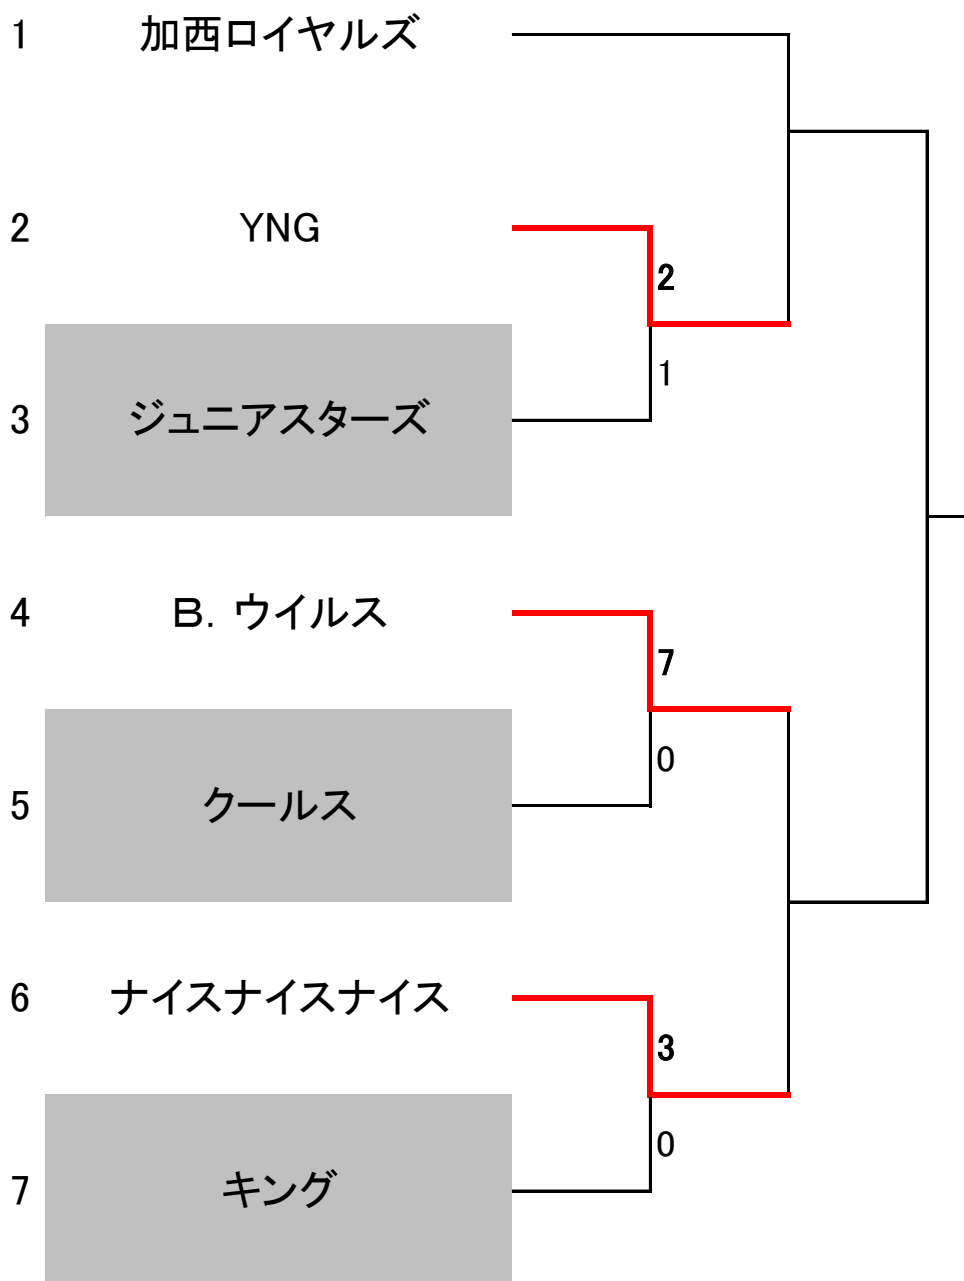 1 加西ロイヤルズ
2 YNG
2
1
3 ジュニアスターズ
4 B. ウイルス
7
0
5 クールス
6 ナイスナイスナイス
3
0
7 キング